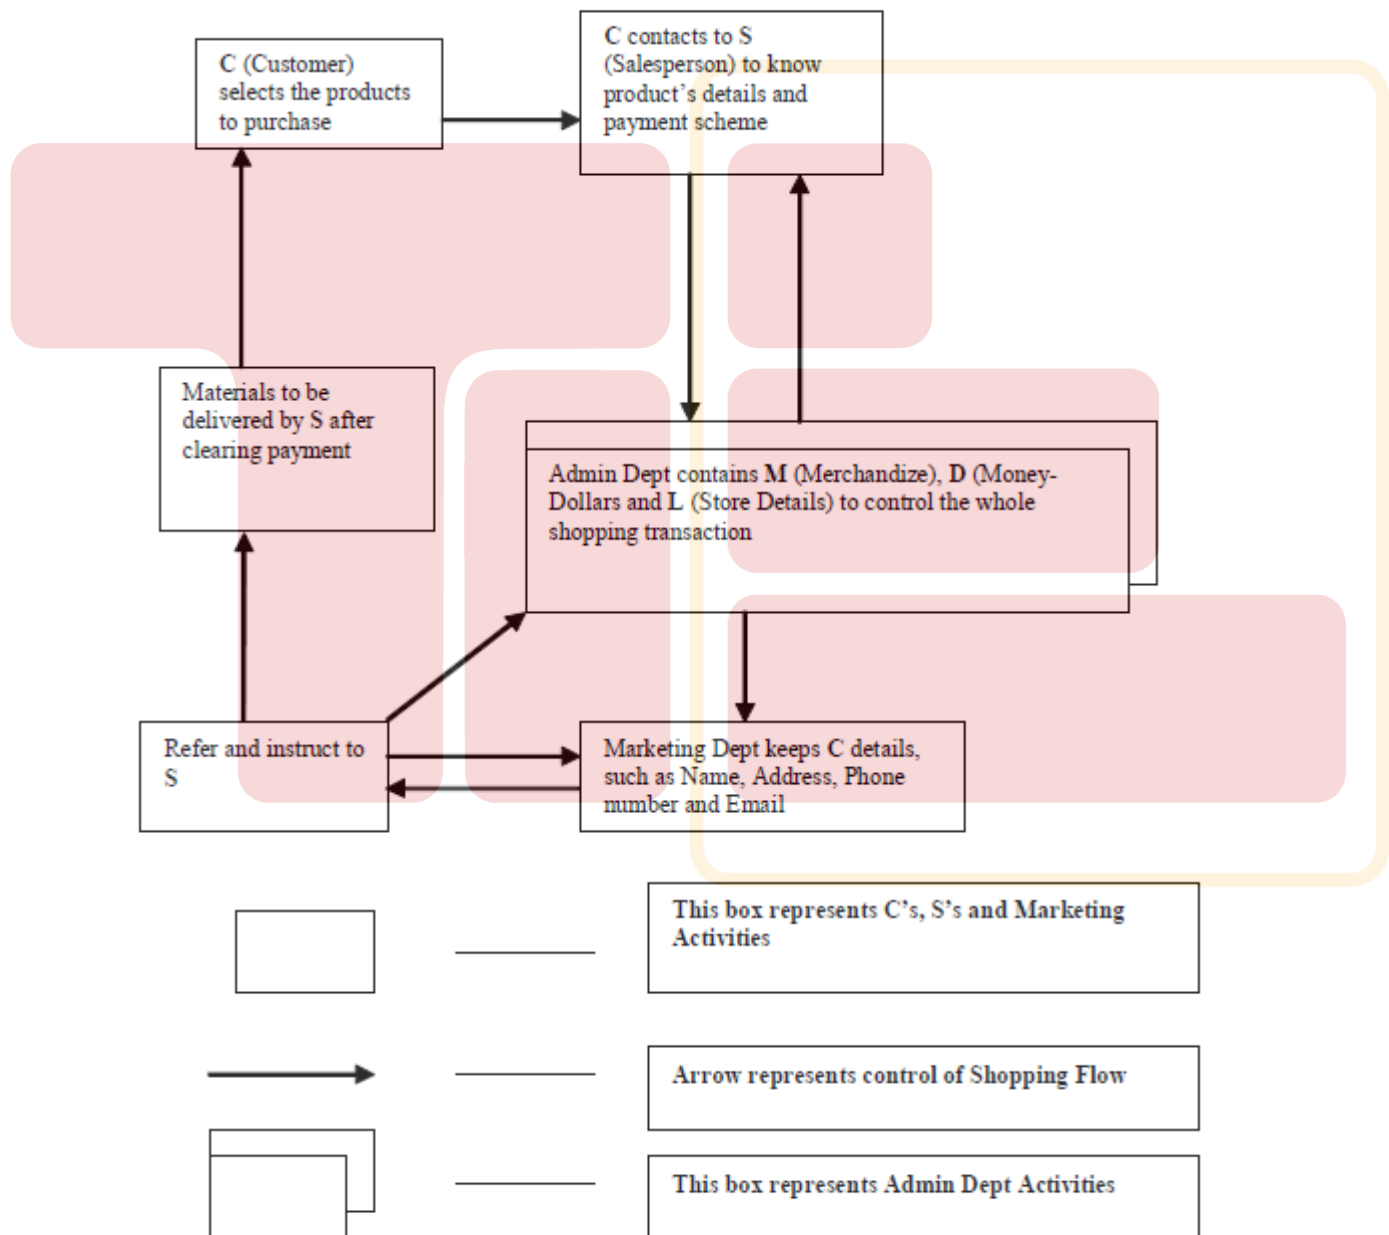 C (Customer)
selects the products
to purchase
C contacts to S
(Salesperson) to know
product's details and
payment scheme
Materials to be
delivered by S after
clearing payment
Admin Dept contains M (Merchandize), D (Money-
Dollars and L (Store Details) to control the whole
shopping transaction
Refer and instruct to
S
Marketing Dept keeps C details,
such as Name, Address, Phone
number and Email
This box represents C's, S's and Marketing
Activities
Arrow represents control of Shopping Flow
This box represents Admin Dept Activities